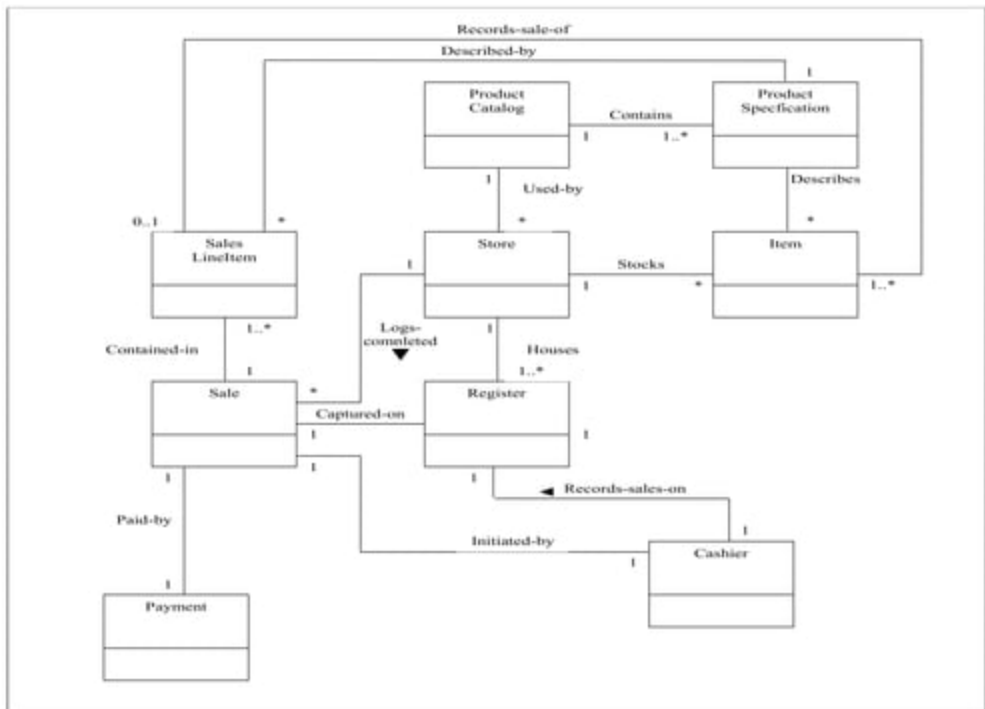 Records-sale-of
Described-by
1
Product
Catalog
Product
Specfication
Contains
1
1..*
1
Used-by
Describes
0..1
*
*
*
Sales
LineItem
Store
Item
1
Stocks
1
*
1..*
1..*
Logs-
comnleted
1
Contained-in
Houses
1
1..*
Sale
*
Register
Captured-on
1
1
1
1
1
Records-sales-on
Paid-by
1
Initiated-by
Cashier
1
1
Payment